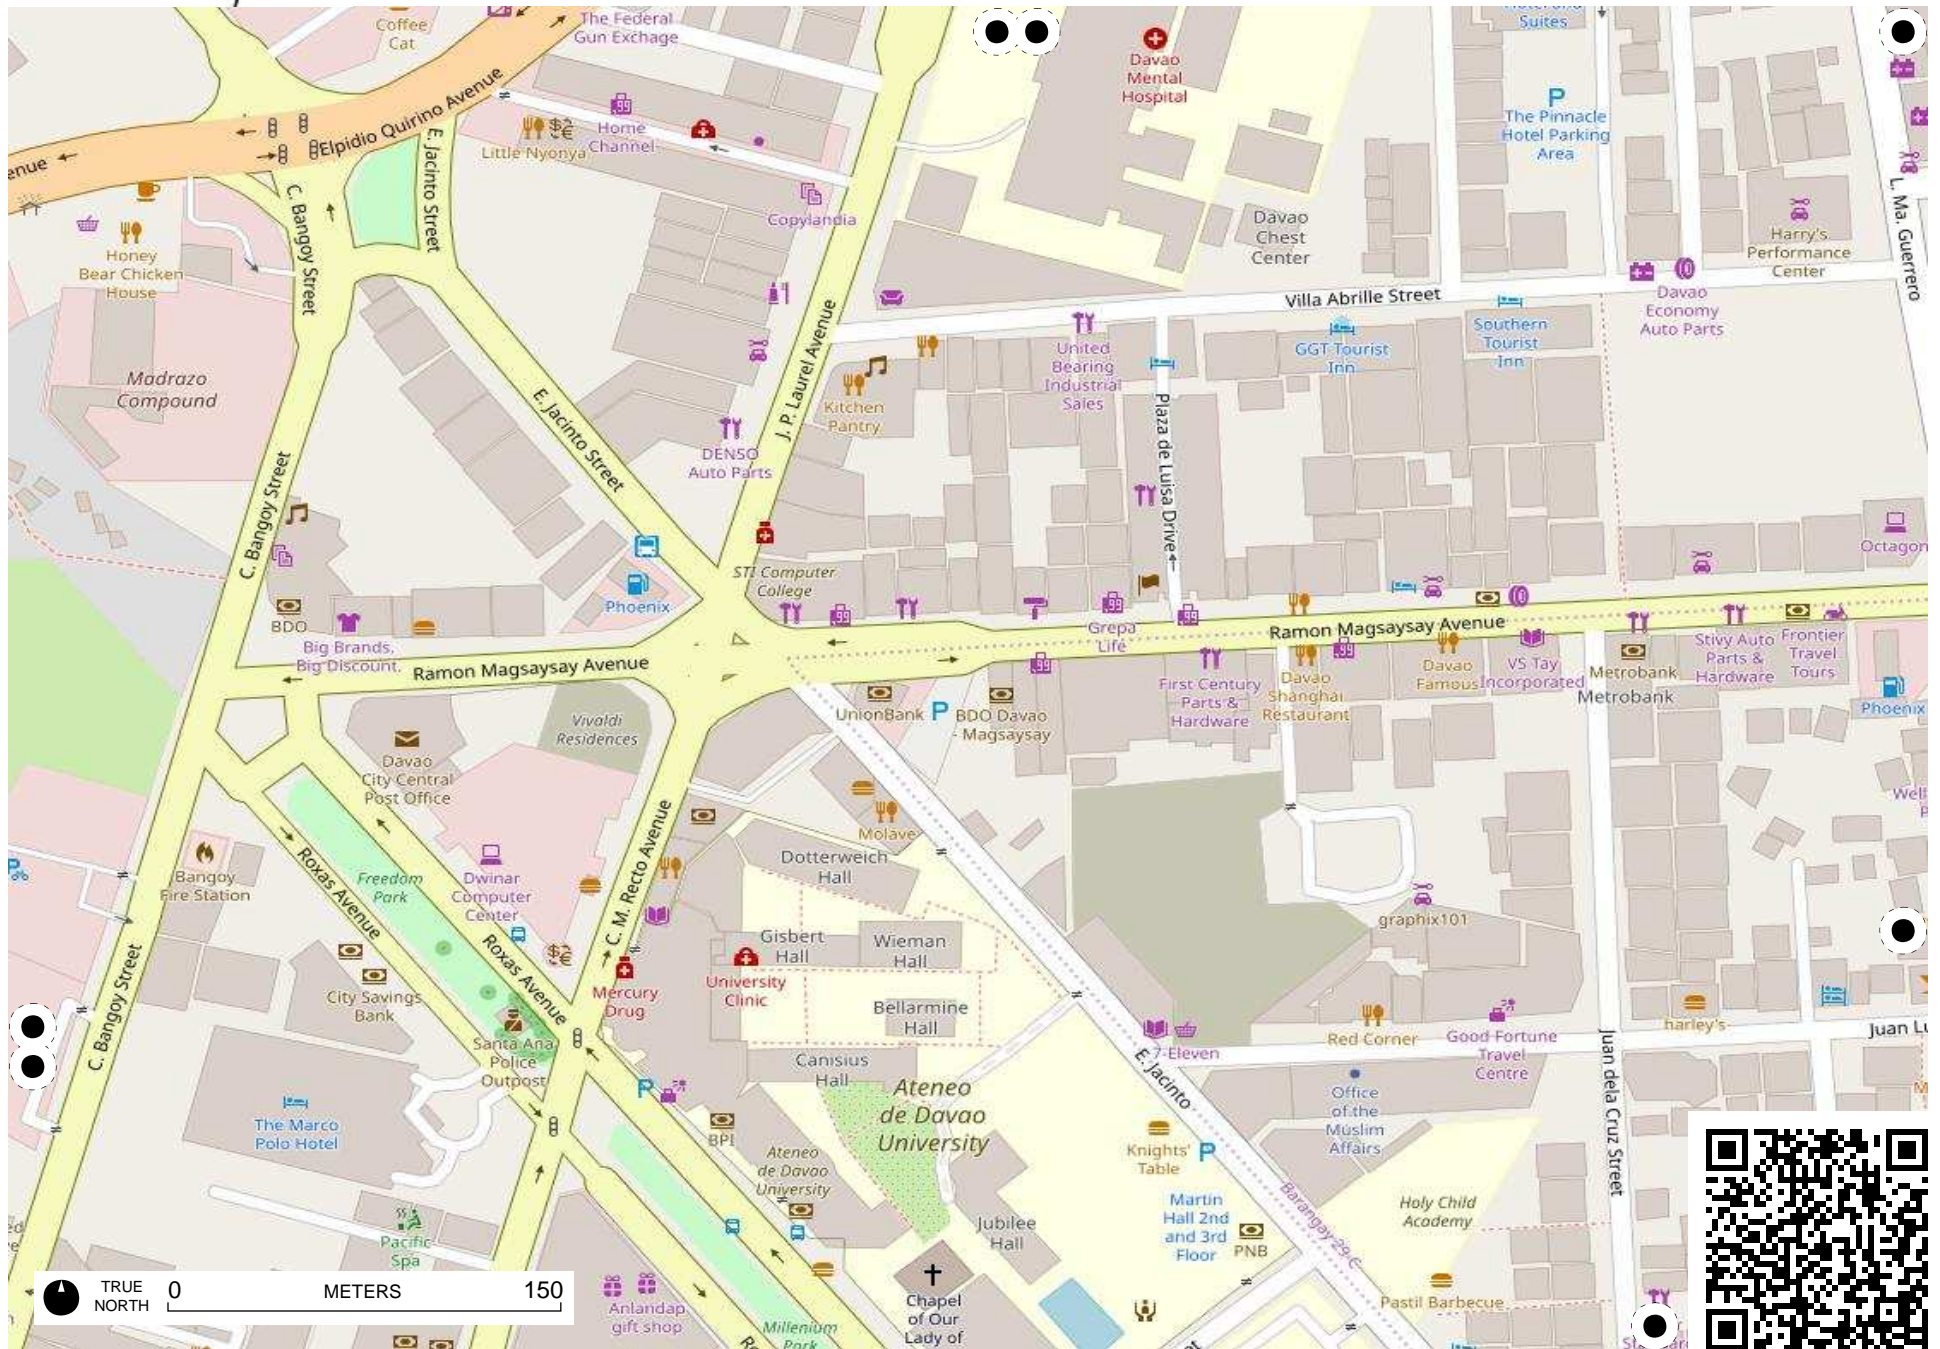 Coffee
Cat
The Federal
Gun Exchage
Davao
Mental
Hospital
Suites
The Pinnacle
Hotel Parking
Area
Elpidio Quirino Avenue
enue
E. Jacinto Street
C. Bangoy Street
Little Nyonya
Home
Channel
Copylandia
Davao
Chest
Center
Harry's
Performance
Center
L. Ma. Guerrero
Honey
Bear Chicken
House
Villa Abrille Street
Davao
Economy
Auto Parts
J. P. Laurel Avenue
United
Bearing
Industrial
Sales
GGT Tourist
Inn
Southern
Tourist
Inn
Madrazo
Compound
Kitchen
Pantry
Plaza de Luisa Drive
E. Jacinto Street
DENSO
Auto Parts
C. Bangoy Street
Octagon
STI Computer
College
Phoenix
BDO
Big Brands,
Big Discount.
Ramon Magsaysay Avenue
Grepa
Life
Ramon Magsaysay Avenue
Stivy Auto
Parts &
Hardware
Frontier
Travel
Tours
First Century
Parts &
Hardware
Davao
Shanghai
Restaurant
Davao
Famous
VS Tay
Incorporated
Metrobank
Metrobank
Phoenix
UnionBank
BDO Davao
- Magsaysay
Vivaldi
Residences
Davao
City Central
Post Office
C. M. Recto Avenue
Molave
Well
Bangoy
Fire Station
Roxas Avenue
Freedom
Park
Dwinar
Computer
Center
Dotterweich
Hall
graphix101
Roxas Avenue
Gisbert
Hall
Wieman
Hall
C. Bangoy Street
City Savings
Bank
Mercury
Drug
University
Clinic
Bellarmine
Hall
Santa Ana
Police
Outpost
Canisius
Hall
7-Eleven
Red Corner
Good Fortune
Travel
Centre
harley's
Juan Lu
E. Jacinto
Juan dela Cruz Street
Ateneo
de Davao
University
Office
of the
Muslim
Affairs
The Marco
Polo Hotel
BPI
Ateneo
de Davao
University
Knights'
Table
Martin
Hall 2nd
and 3rd
Floor
Barangay 29-C
Holy Child
Academy
PNB
Jubilee
Hall
Pacific
Spa
Pastil Barbecue
TRUE
NORTH
0 METERS 150
Anlandap
gift shop
Millenium
Park
Chapel
of Our
Lady of